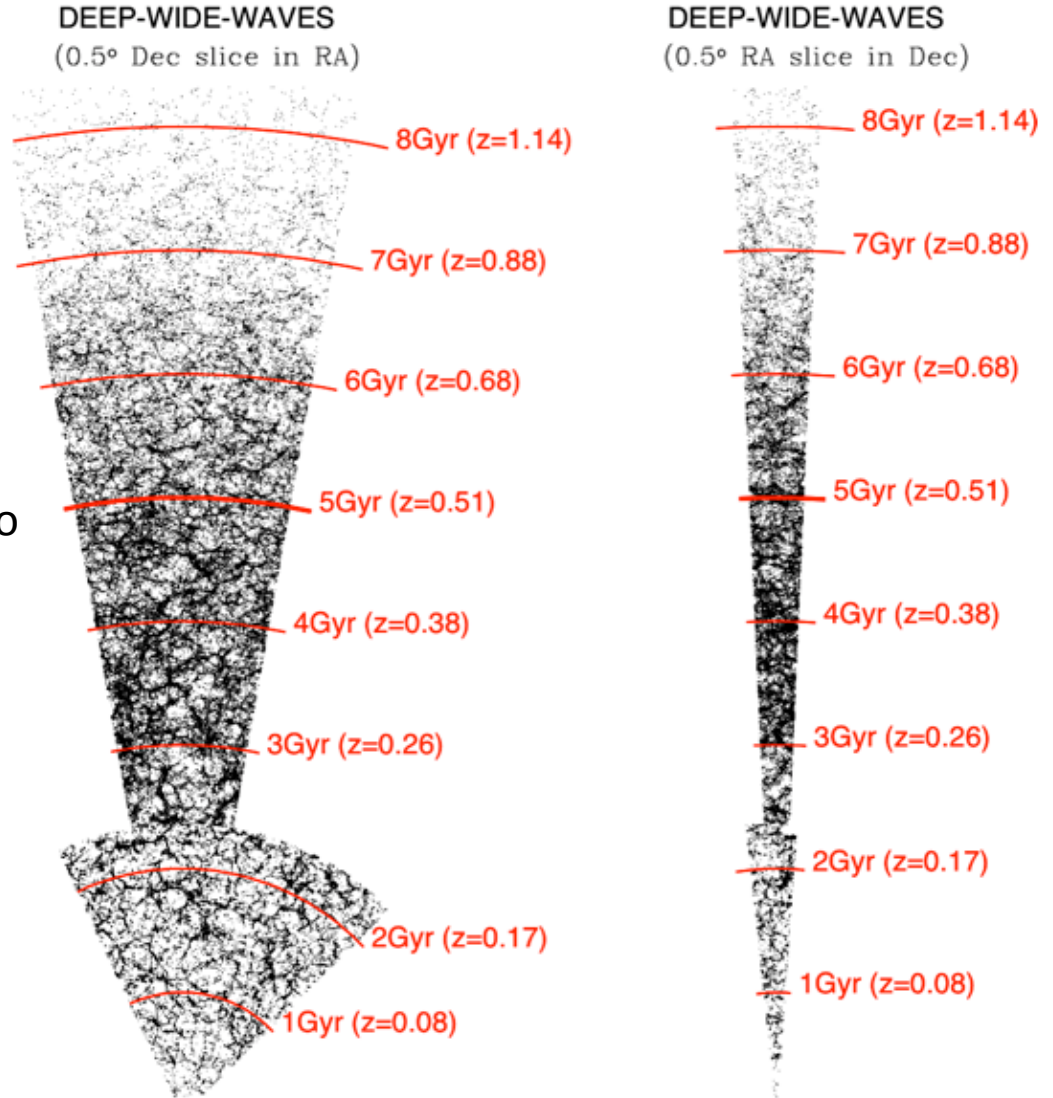 DEEP-WIDE-WAVES
(0.5° Dec slice in RA)
8Gyr (z=1.14)
7Gyr (z=0.88)
6Gyr (z=0.68)
5Gyr (z=0.51)
4Gyr (z=0.38)
3Gyr (z=0.26)
2Gyr (z=0.17)
1Gyr (z=0.08)
o
DEEP-WIDE-WAVES
(0.5° RA slice in Dec)
8Gyr (z=1.14)
7Gyr (z=0.88)
6Gyr (z=0.68)
5Gyr (z=0.51)
4Gyr (z=0.38)
3Gyr (z=0.26)
2Gyr (z=0.17)
1Gyr (z=0.08)